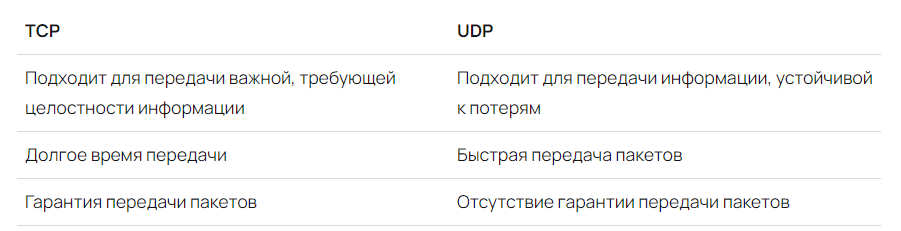 TCP
UDP
Подходит для передачи важной, требующей
целостности информации
Подходит для передачи информации, устойчивой
к потерям
Долгое время передачи
Быстрая передача пакетов
Гарантия передачи пакетов
Отсутствие гарантии передачи пакетов